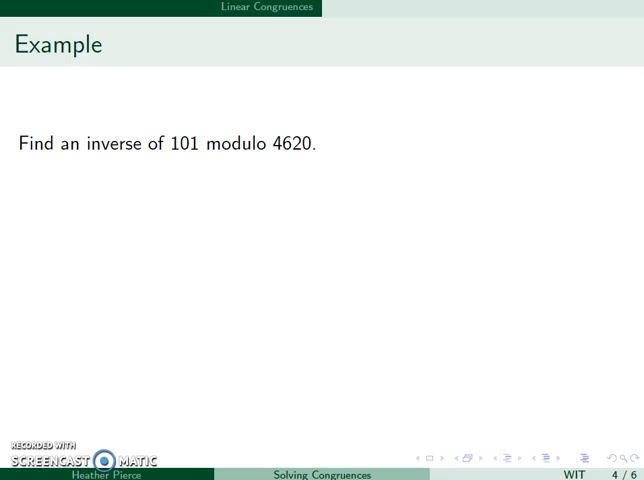 Linear Congruences
Example
Find an inverse of 101 modulo 4620.
RECORDED WITH
SCREENCAST MATIC
Heather Pierce Solving Congruences WIT 4 / 6